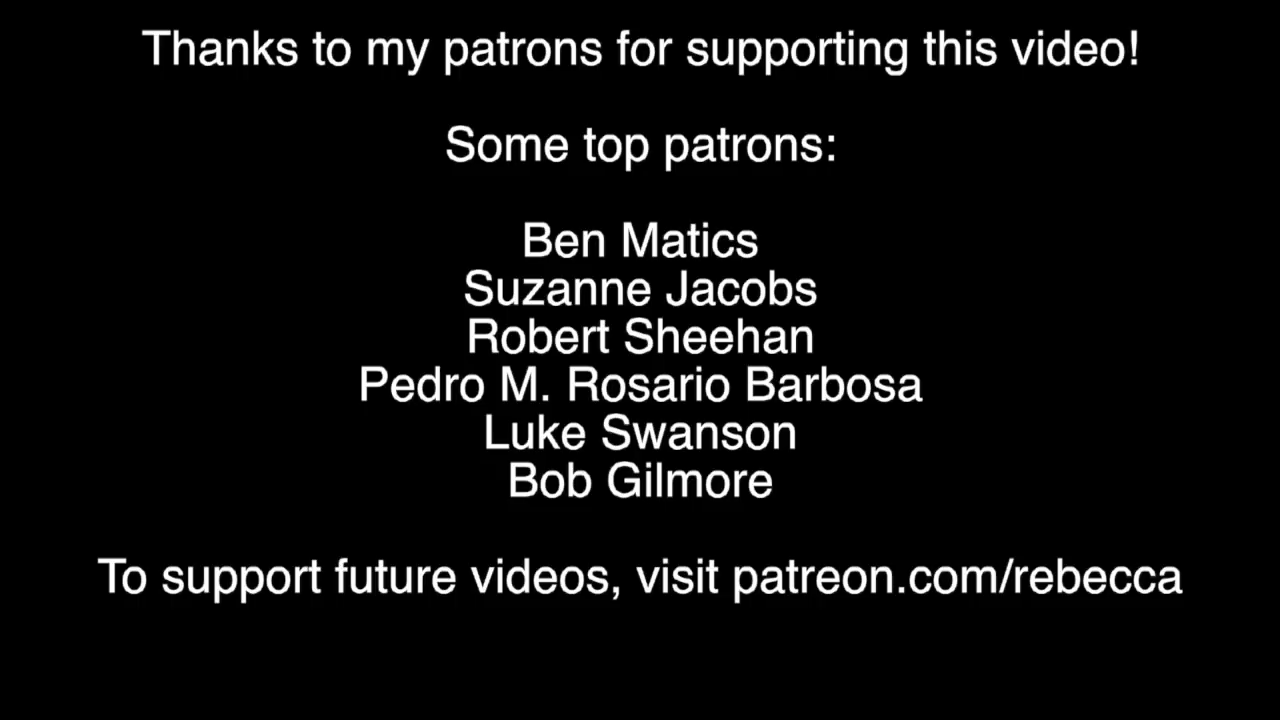 Thanks to my patrons for supporting this video!
Some top patrons:
Ben Matics
Suzanne Jacobs
Robert Sheehan
Pedro M. Rosario Barbosa
Luke Swanson
Bob Gilmore
To support future videos, visit patreon.com/rebecca